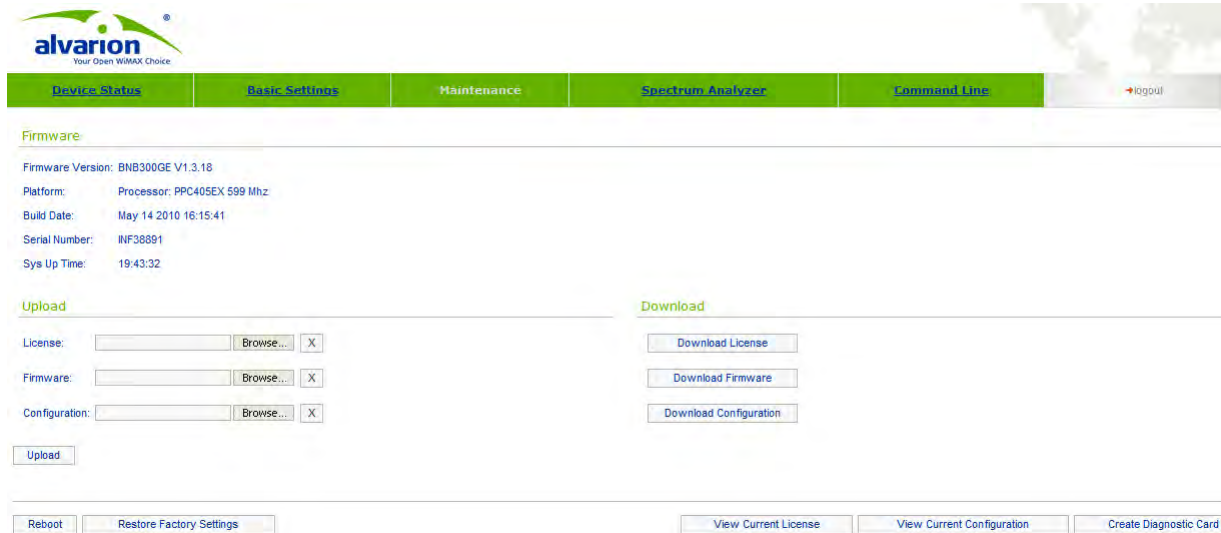 alvarion®
Your Open WiMAX Choice
Device Status Basic Settings Maintenance Spectrum Analyzer Command Line logout
Firmware
Firmware Version: BNB300GE V1.3.18
Platform: Processor: PPC405EX 599 Mhz
Build Date: May 14 2010 16:15:41
Serial Number: INF38891
Sys Up Time: 19:43:32
Upload Download
License: Browse... X Download License
Firmware: Browse... X Download Firmware
Configuration: Browse... X Download Configuration
Upload
Reboot Restore Factory Settings View Current License View Current Configuration Create Diagnostic Card